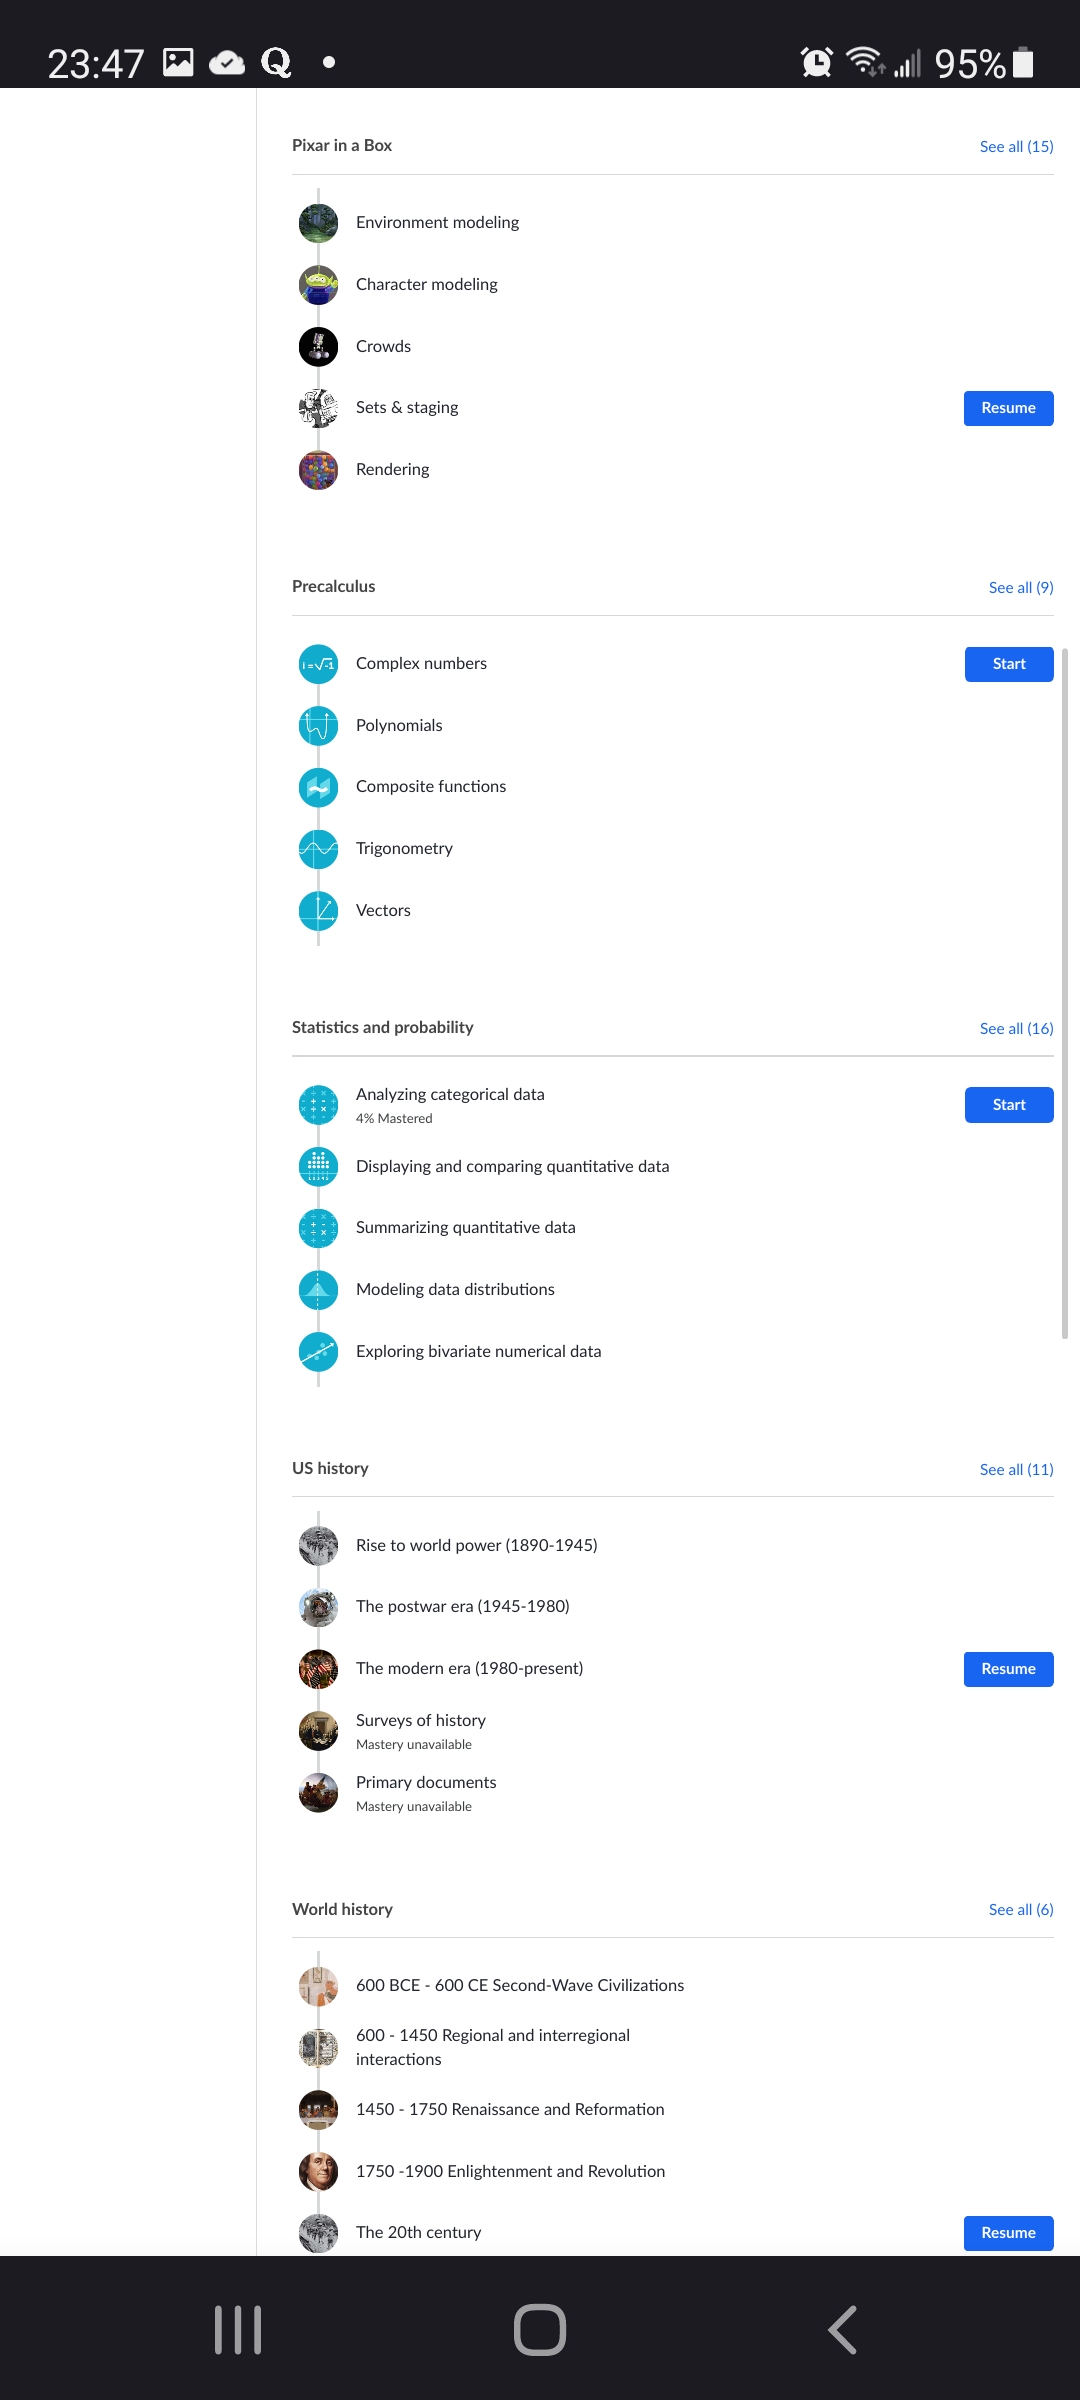 23:47
95%
Pixar in a Box
See all (15)
Environment modeling
Character modeling
Crowds
Sets & staging
Resume
Rendering
Precalculus
See all (9)
i = √-1
Complex numbers
Start
Polynomials
Composite functions
Trigonometry
Vectors
Statistics and probability
See all (16)
Analyzing categorical data
4% Mastered
Start
Displaying and comparing quantitative data
Summarizing quantitative data
Modeling data distributions
Exploring bivariate numerical data
US history
See all (11)
Rise to world power (1890-1945)
The postwar era (1945-1980)
The modern era (1980-present)
Resume
Surveys of history
Mastery unavailable
Primary documents
Mastery unavailable
World history
See all (6)
600 BCE - 600 CE Second-Wave Civilizations
600 - 1450 Regional and interregional
interactions
1450 - 1750 Renaissance and Reformation
1750 -1900 Enlightenment and Revolution
The 20th century
Resume